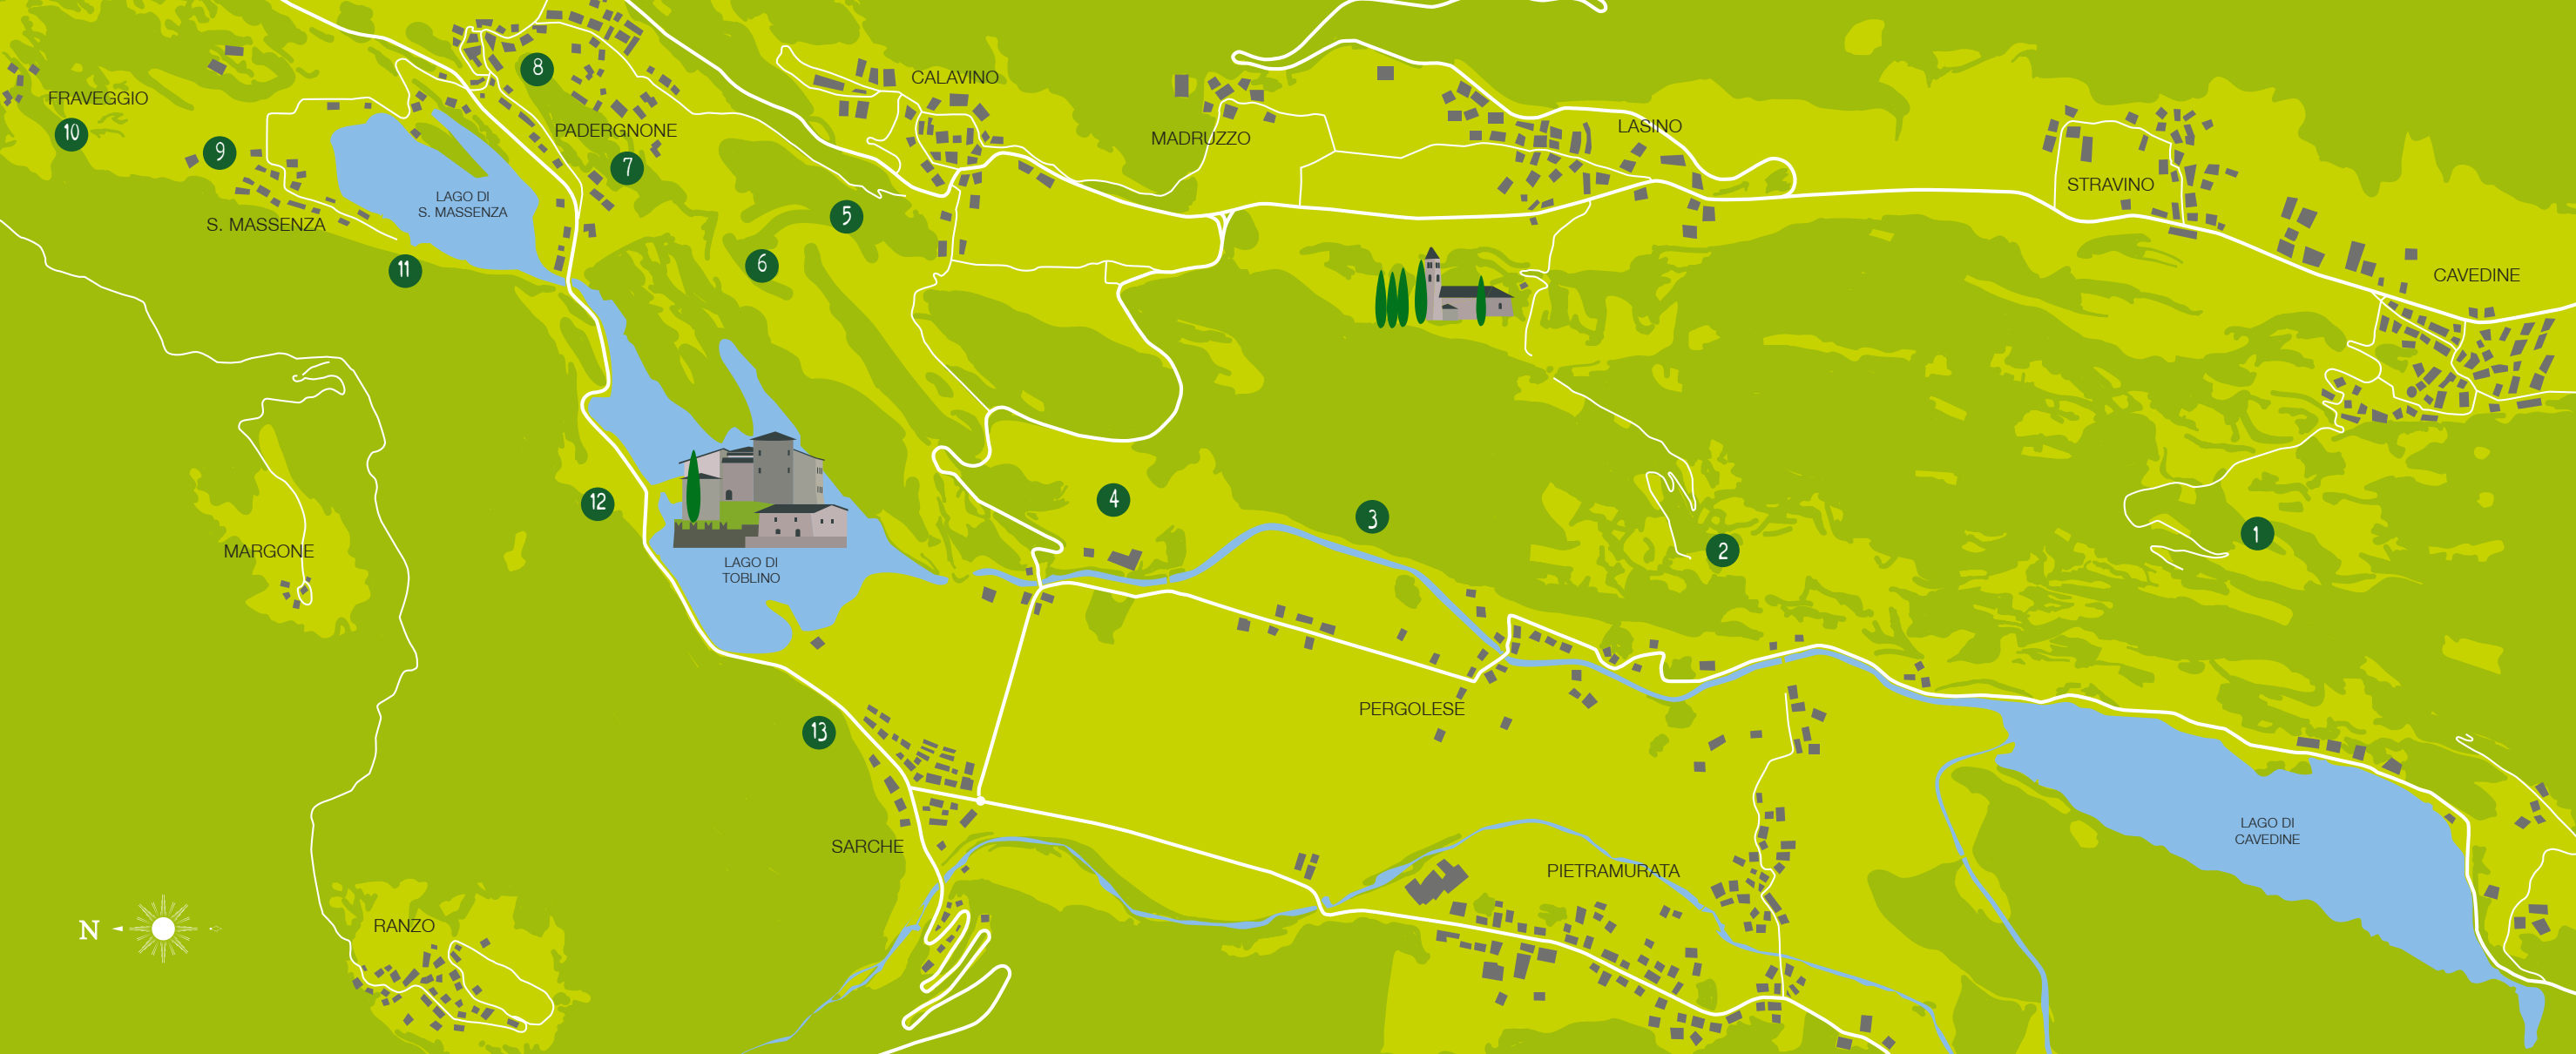 8
CALAVINO
FRAVEGGIO
10
PADERGNONE
MADRUZZO
LASINO
9
7
STRAVINO
LAGO DI
S. MASSENZA
S. MASSENZA
5
6
11
CAVEDINE
4
12
3
1
2
MARGONE
LAGO DI
TOBLINO
PERGOLESE
13
SARCHE
LAGO DI
CAVEDINE
PIETRAMURATA
RANZO
N